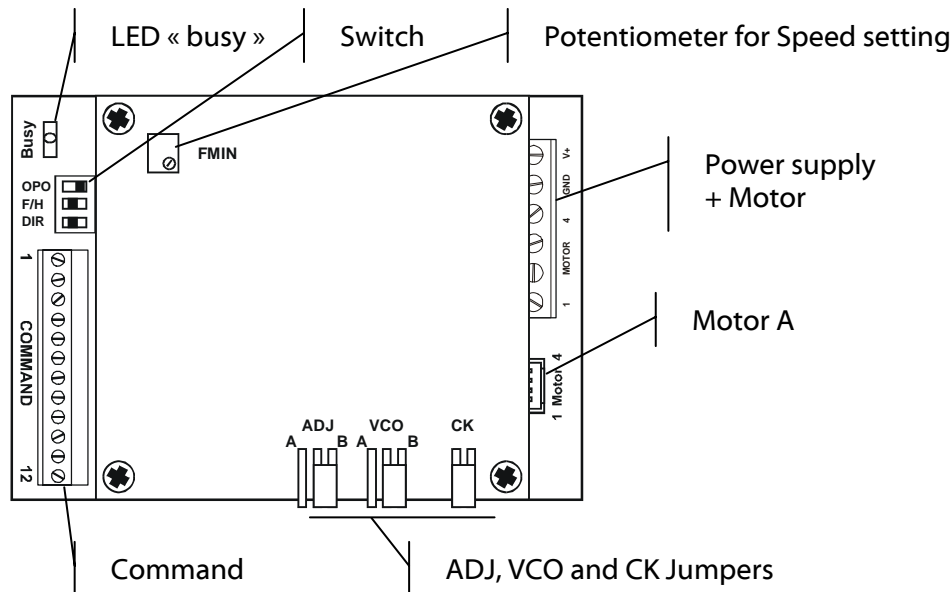 LED « busy »
Switch
Potentiometer for Speed setting
Busy
FMIN
OPO
F/H
DIR
V+
GND
4
MOTOR
1
Power supply
+ Motor
1
COMMAND
12
Motor A
1 Motor 4
ADJ
A
B
VCO
A
B
CK
Command
ADJ, VCO and CK Jumpers